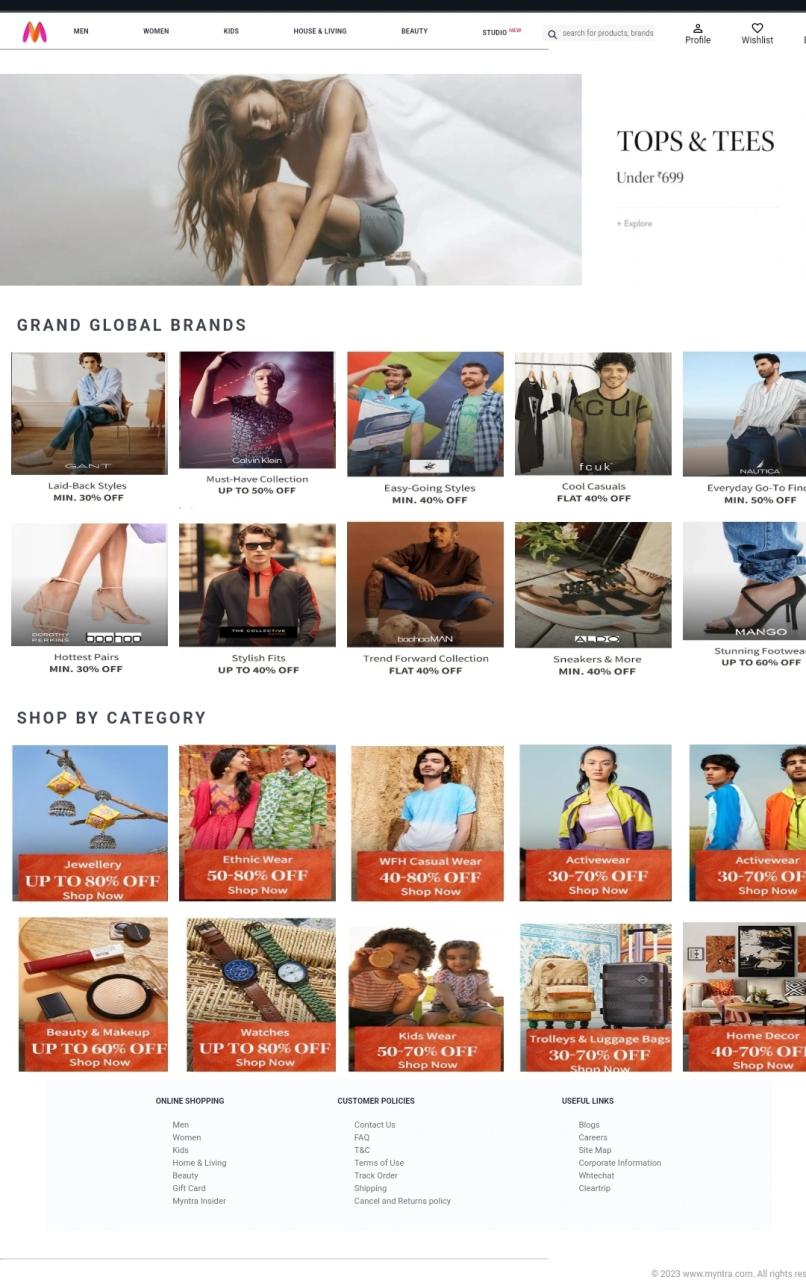 MEN WOMEN KIDS HOUSE & LIVING BEAUTY STUDIO NEW search for products, brands Profile Wishlist
TOPS & TEES
Under ₹699
+ Explore
GRAND GLOBAL BRANDS
GANT
Laid-Back Styles
MIN. 30% OFF
Calvin Klein
Must-Have Collection
UP TO 50% OFF
Easy-Going Styles
MIN. 40% OFF
fcuk
Cool Casuals
FLAT 40% OFF
NAUTICA
Everyday Go-To Find
MIN. 50% OFF
DOROTHY PERKINS boohoo
Hottest Pairs
MIN. 30% OFF
THE COLLECTIVE
Stylish Fits
UP TO 40% OFF
boohooMAN
Trend Forward Collection
FLAT 40% OFF
ALDO
Sneakers & More
MIN. 40% OFF
MANGO
Stunning Footwear
UP TO 60% OFF
SHOP BY CATEGORY
Jewellery
UP TO 80% OFF
Shop Now
Ethnic Wear
50-80% OFF
Shop Now
WFH Casual Wear
40-80% OFF
Shop Now
Activewear
30-70% OFF
Shop Now
Activewear
30-70% OF
Shop Now
Beauty & Makeup
UP TO 60% OFF
Shop Now
Watches
UP TO 80% OFF
Shop Now
Kids Wear
50-70% OFF
Shop Now
Trolleys & Luggage Bags
30-70% OFF
Shop Now
Home Decor
40-70% OF
Shop Now
ONLINE SHOPPING
Men
Women
Kids
Home & Living
Beauty
Gift Card
Myntra Insider
CUSTOMER POLICIES
Contact Us
FAQ
T&C
Terms of Use
Track Order
Shipping
Cancel and Returns policy
USEFUL LINKS
Blogs
Careers
Site Map
Corporate Information
Whtechat
Cleartrip
© 2023 www.myntra.com. All rights res